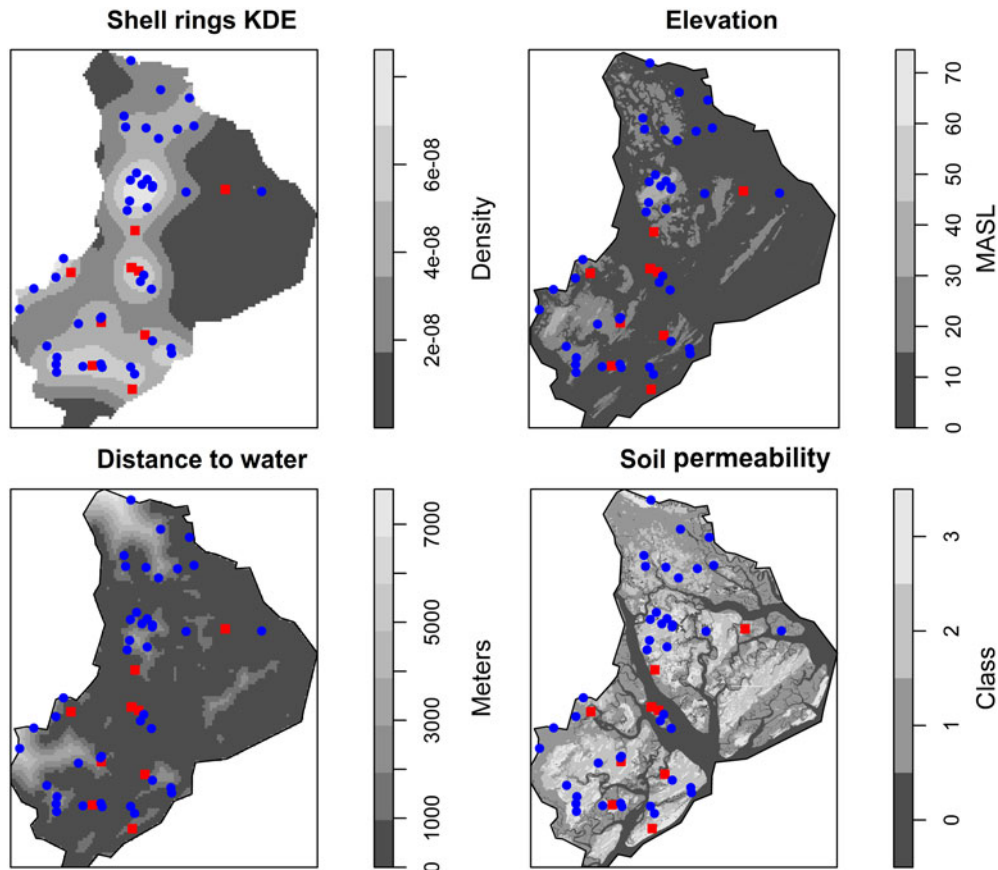 Shell rings KDE
2e-08
4e-08
6e-08
Density
Elevation
0
10
20
30
40
50
60
70
MASL
Distance to water
0
1000
3000
5000
7000
Meters
Soil permeability
0
1
2
3
Class